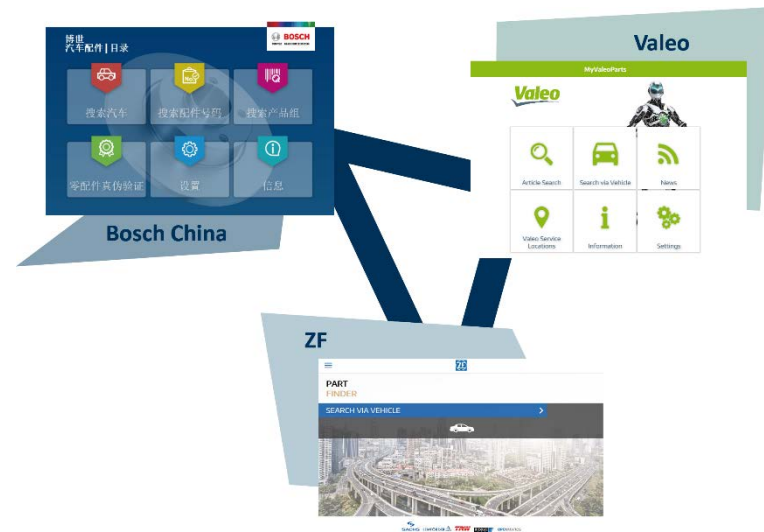 博世
汽车配件 | 目录
BOSCH
搜索汽车
搜索配件号码
搜索产品组
零配件真伪验证
设置
信息
Bosch China
Valeo
MyValeoParts
Valeo
Article Search
Search via Vehicle
News
Valeo Service
Locations
Information
Settings
ZF
ZF
PART
FINDER
SEARCH VIA VEHICLE
SACHS
LEMFÖRDER
TRW